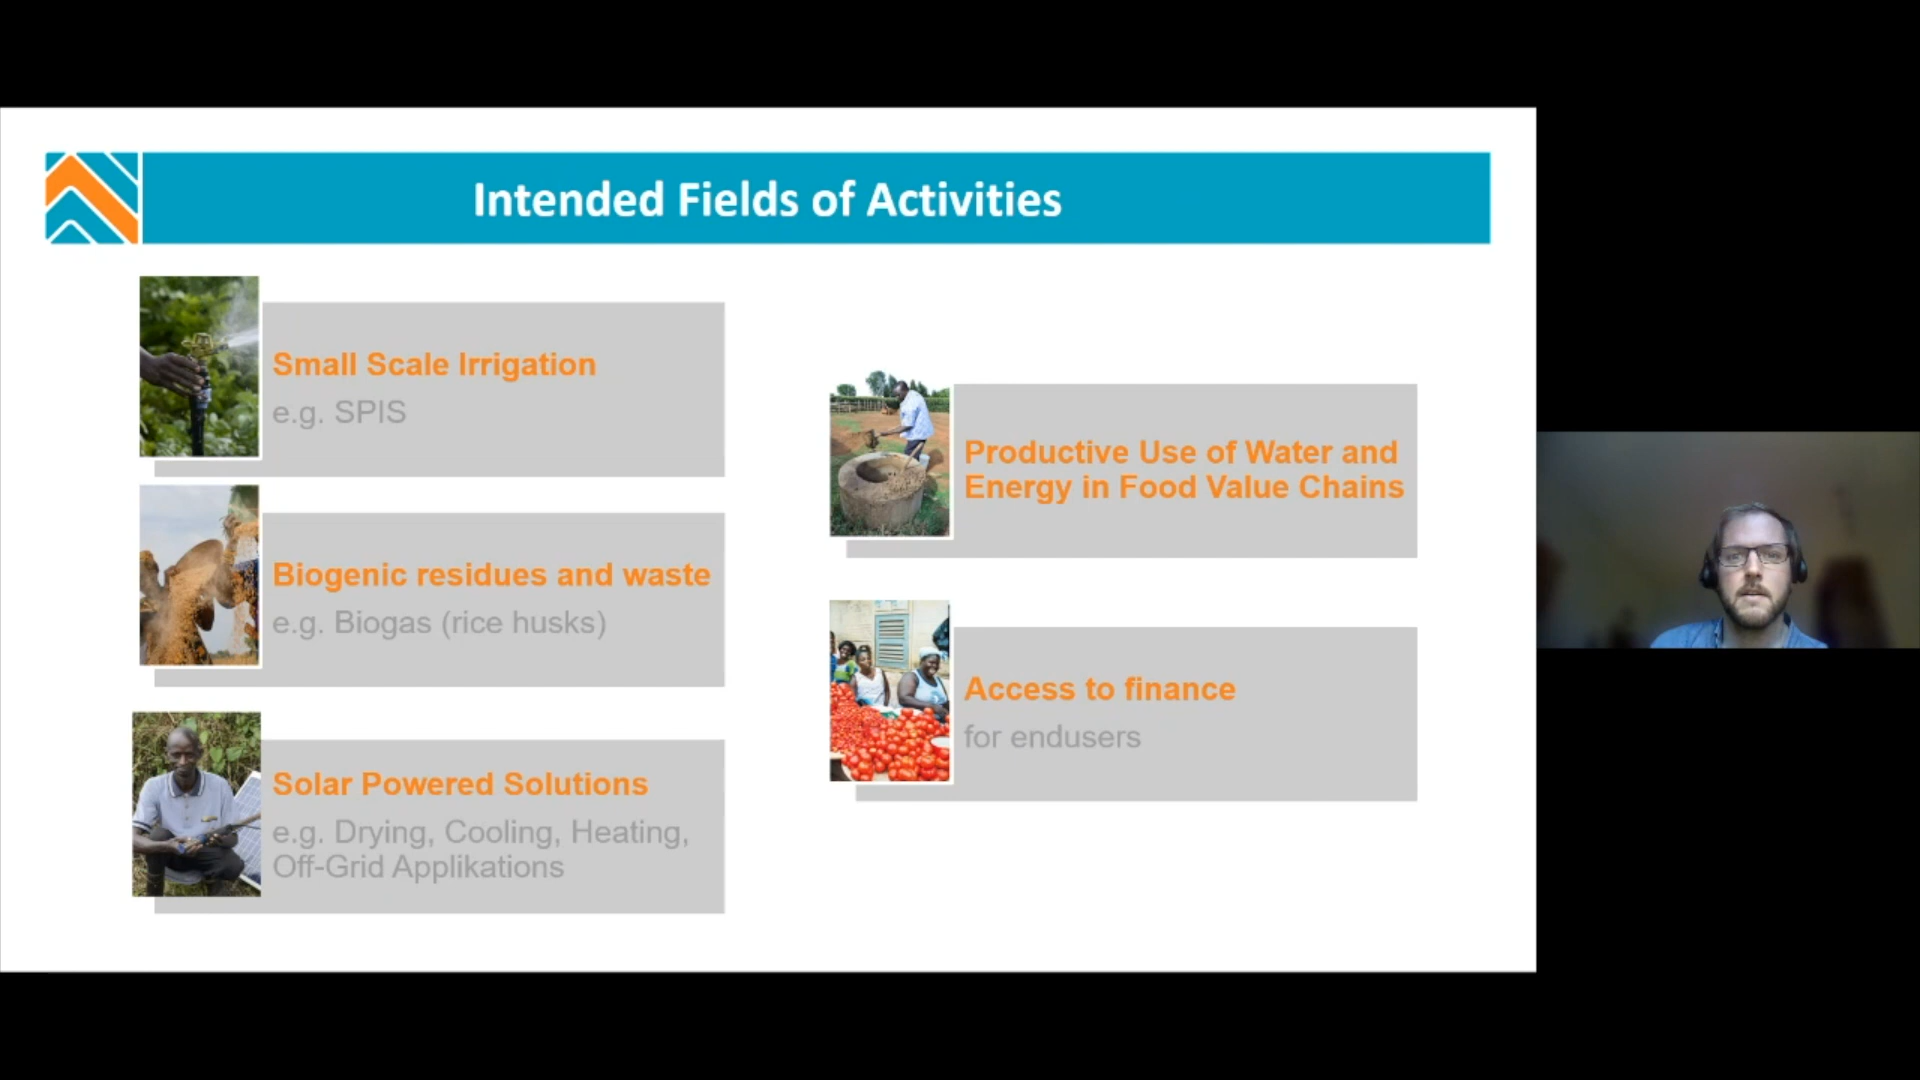 Intended Fields of Activities
Small Scale Irrigation
e.g. SPIS
Biogenic residues and waste
e.g. Biogas (rice husks)
Solar Powered Solutions
e.g. Drying, Cooling, Heating,
Off-Grid Applikations
Productive Use of Water and
Energy in Food Value Chains
Access to finance
for endusers